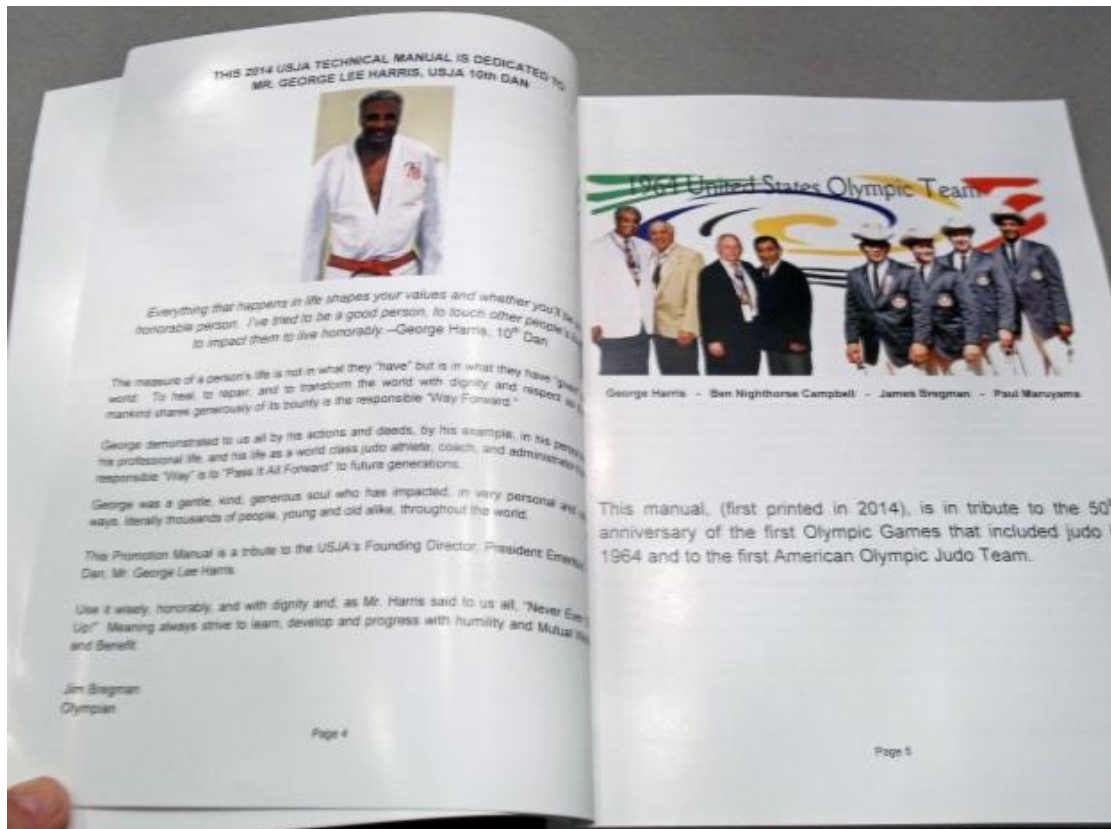 THIS 2014 USJA TECHNICAL MANUAL IS DEDICATED TO
MR. GEORGE LEE HARRIS, USJA 10th DAN
Everything that happens in life shapes your values and whether you'll be
honorable person. I've tried to be a good person, to touch other people's
to impact them to live honorably.--George Harris, 10th Dan
The measure of a person's life is not in what they "have" but is in what they have "given
world. To heal, to repair, and to transform the world with dignity and respect so
mankind shares generously of its bounty is the responsible "Way Forward."
George demonstrated to us all by his actions and deeds, by his example, in his
his professional life, and his life as a world class judo athlete, coach, and administrator
responsible "Way" is to "Pass It All Forward" to future generations.
George was a gentle, kind, generous soul who has impacted, in very personal and
ways, literally thousands of people, young and old alike, throughout the world.
This Promotion Manual is a tribute to the USJA's Founding Director, President
Dan, Mr. George Lee Harris.
Use it wisely, honorably, and with dignity and, as Mr. Harris said to us all, "Never Ever
Up!" Meaning always strive to learn, develop and progress with humility and Mutual
and Benefit.
Jim Bregman
Olympian
Page 4
1964 United States Olympic Team
George Harris - Ben Nighthorse Campbell - James Bregman - Paul Maruyama
This manual, (first printed in 2014), is in tribute to the 50
anniversary of the first Olympic Games that included judo
1964 and to the first American Olympic Judo Team.
Page 5